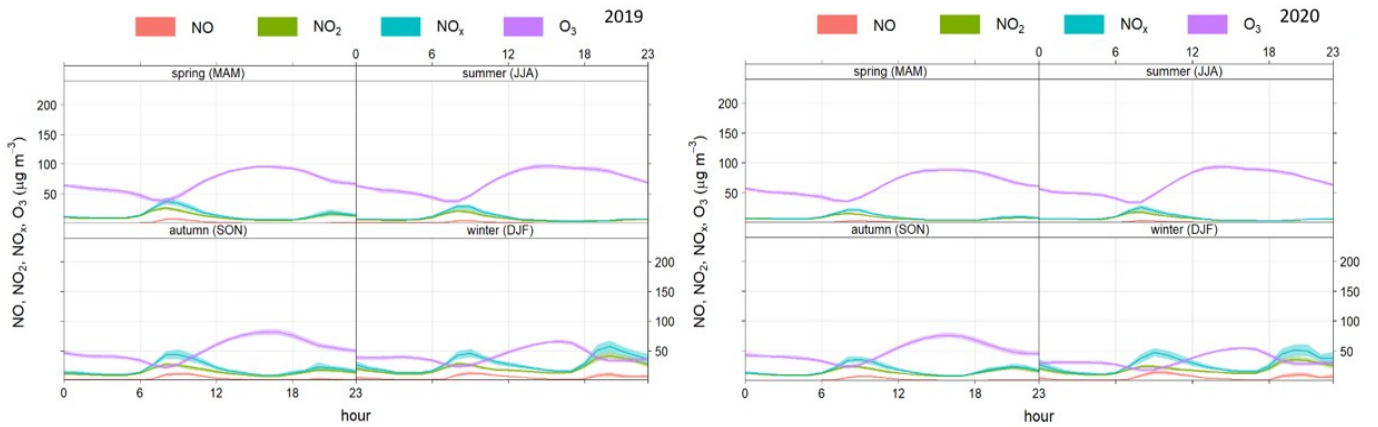 NO NO₂ NOₓ O₃ 2019
0 6 12 18 23
spring (MAM) summer (JJA)
200
150
100
50
autumn (SON) winter (DJF)
200
150
100
50
0 6 12 18 23
hour
NO, NO₂, NOₓ, O₃ (μg m⁻³)
NO NO₂ NOₓ O₃ 2020
0 6 12 18 23
spring (MAM) summer (JJA)
200
150
100
50
autumn (SON) winter (DJF)
200
150
100
50
0 6 12 18 23
hour
NO, NO₂, NOₓ, O₃ (μg m⁻³)